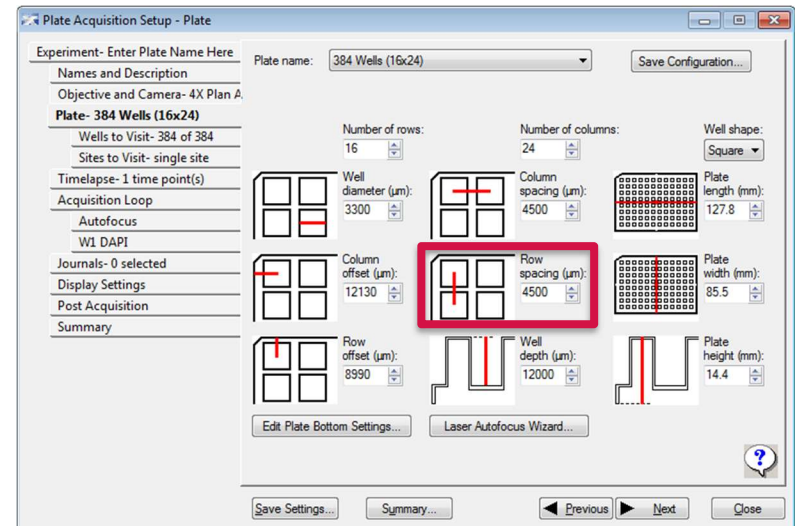 Plate Acquisition Setup - Plate
Experiment- Enter Plate Name Here
Names and Description
Objective and Camera- 4X Plan A
Plate- 384 Wells (16x24)
Wells to Visit- 384 of 384
Sites to Visit- single site
Timelapse- 1 time point(s)
Acquisition Loop
Autofocus
W1 DAPI
Journals- 0 selected
Display Settings
Post Acquisition
Summary
Plate name: 384 Wells (16x24) Save Configuration...
Number of rows: Number of columns: Well shape:
16 24 Square
Well diameter (µm):
3300
Column spacing (µm):
4500
Plate length (mm):
127.8
Column offset (µm):
12130
Row spacing (µm):
4500
Plate width (mm):
85.5
Row offset (µm):
8990
Well depth (µm):
12000
Plate height (mm):
14.4
Edit Plate Bottom Settings... Laser Autofocus Wizard...
?
Save Settings... Summary... Previous Next Close